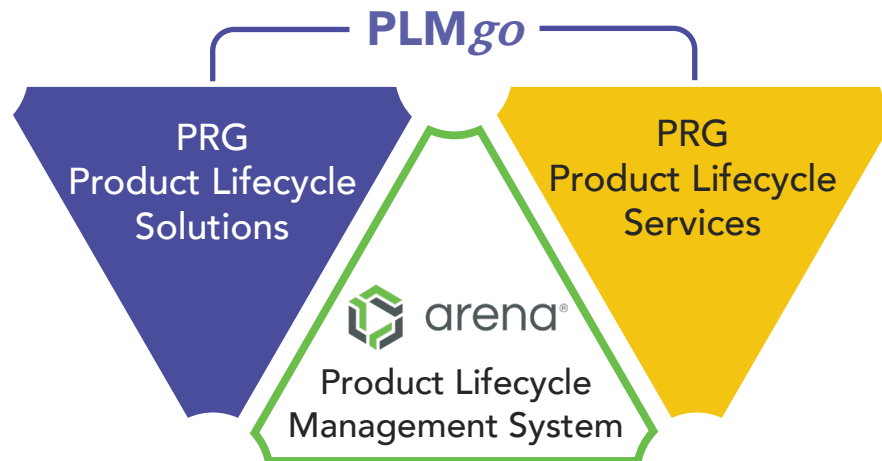 PLMgo
PRG
Product Lifecycle
Solutions
PRG
Product Lifecycle
Services
arena®
Product Lifecycle
Management System